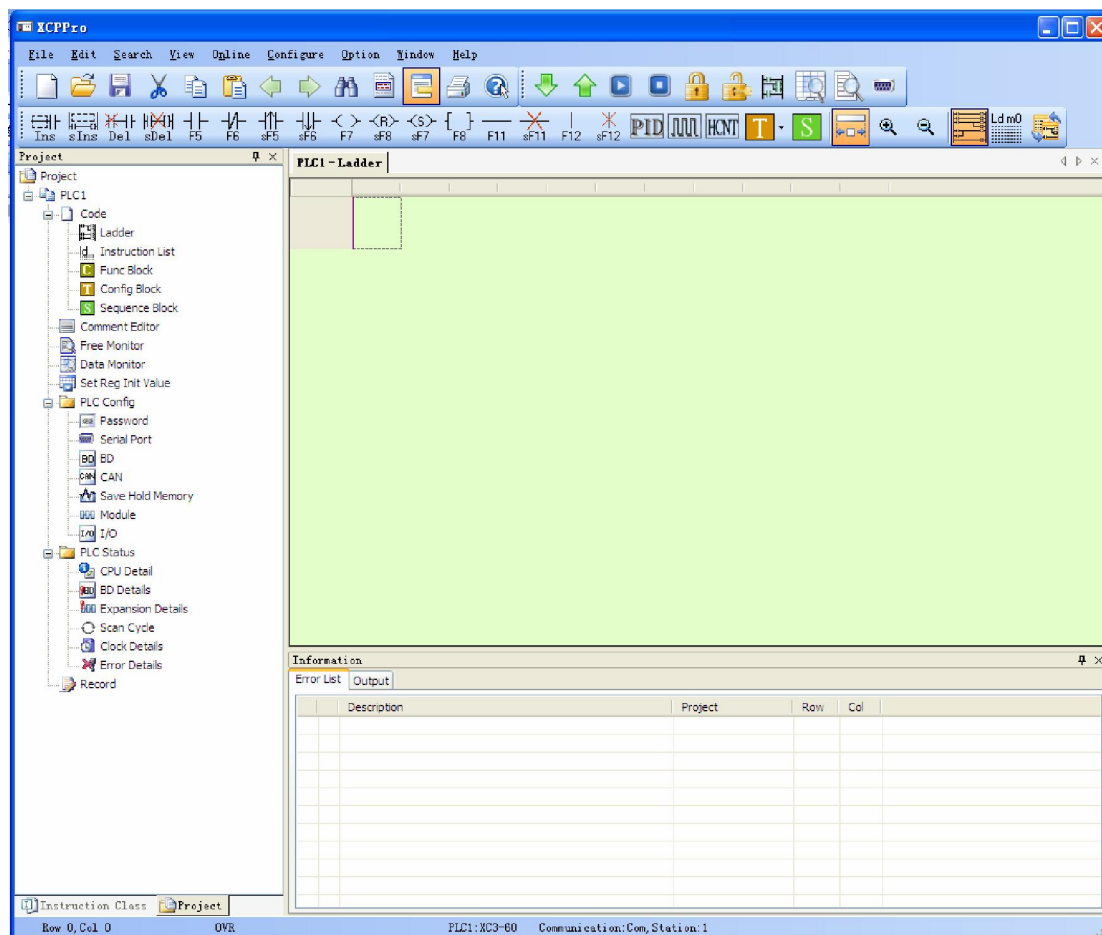 XCPPro
File Edit Search View Online Configure Option Window Help
Ins sIns Del sDel F5 F6 sF5 sF6 F7 sF8 sF7 F8 F11 sF11 F12 sF12 PID HCNT T S Ld m0
Project
PLC1-Ladder
Project
PLC1
Code
Ladder
Instruction List
C Func Block
T Config Block
S Sequence Block
Comment Editor
Free Monitor
Data Monitor
Set Reg Init Value
PLC Config
Password
Serial Port
BD BD
CAN CAN
Save Hold Memory
Module
I/O I/O
PLC Status
CPU Detail
BD BD Details
Expansion Details
Scan Cycle
Clock Details
Error Details
Record
Information
Error List Output
Description Project Row Col
Instruction Class Project
Row 0,Col 0 OVR PLC1:XC3-60 Communication:Com,Station:1